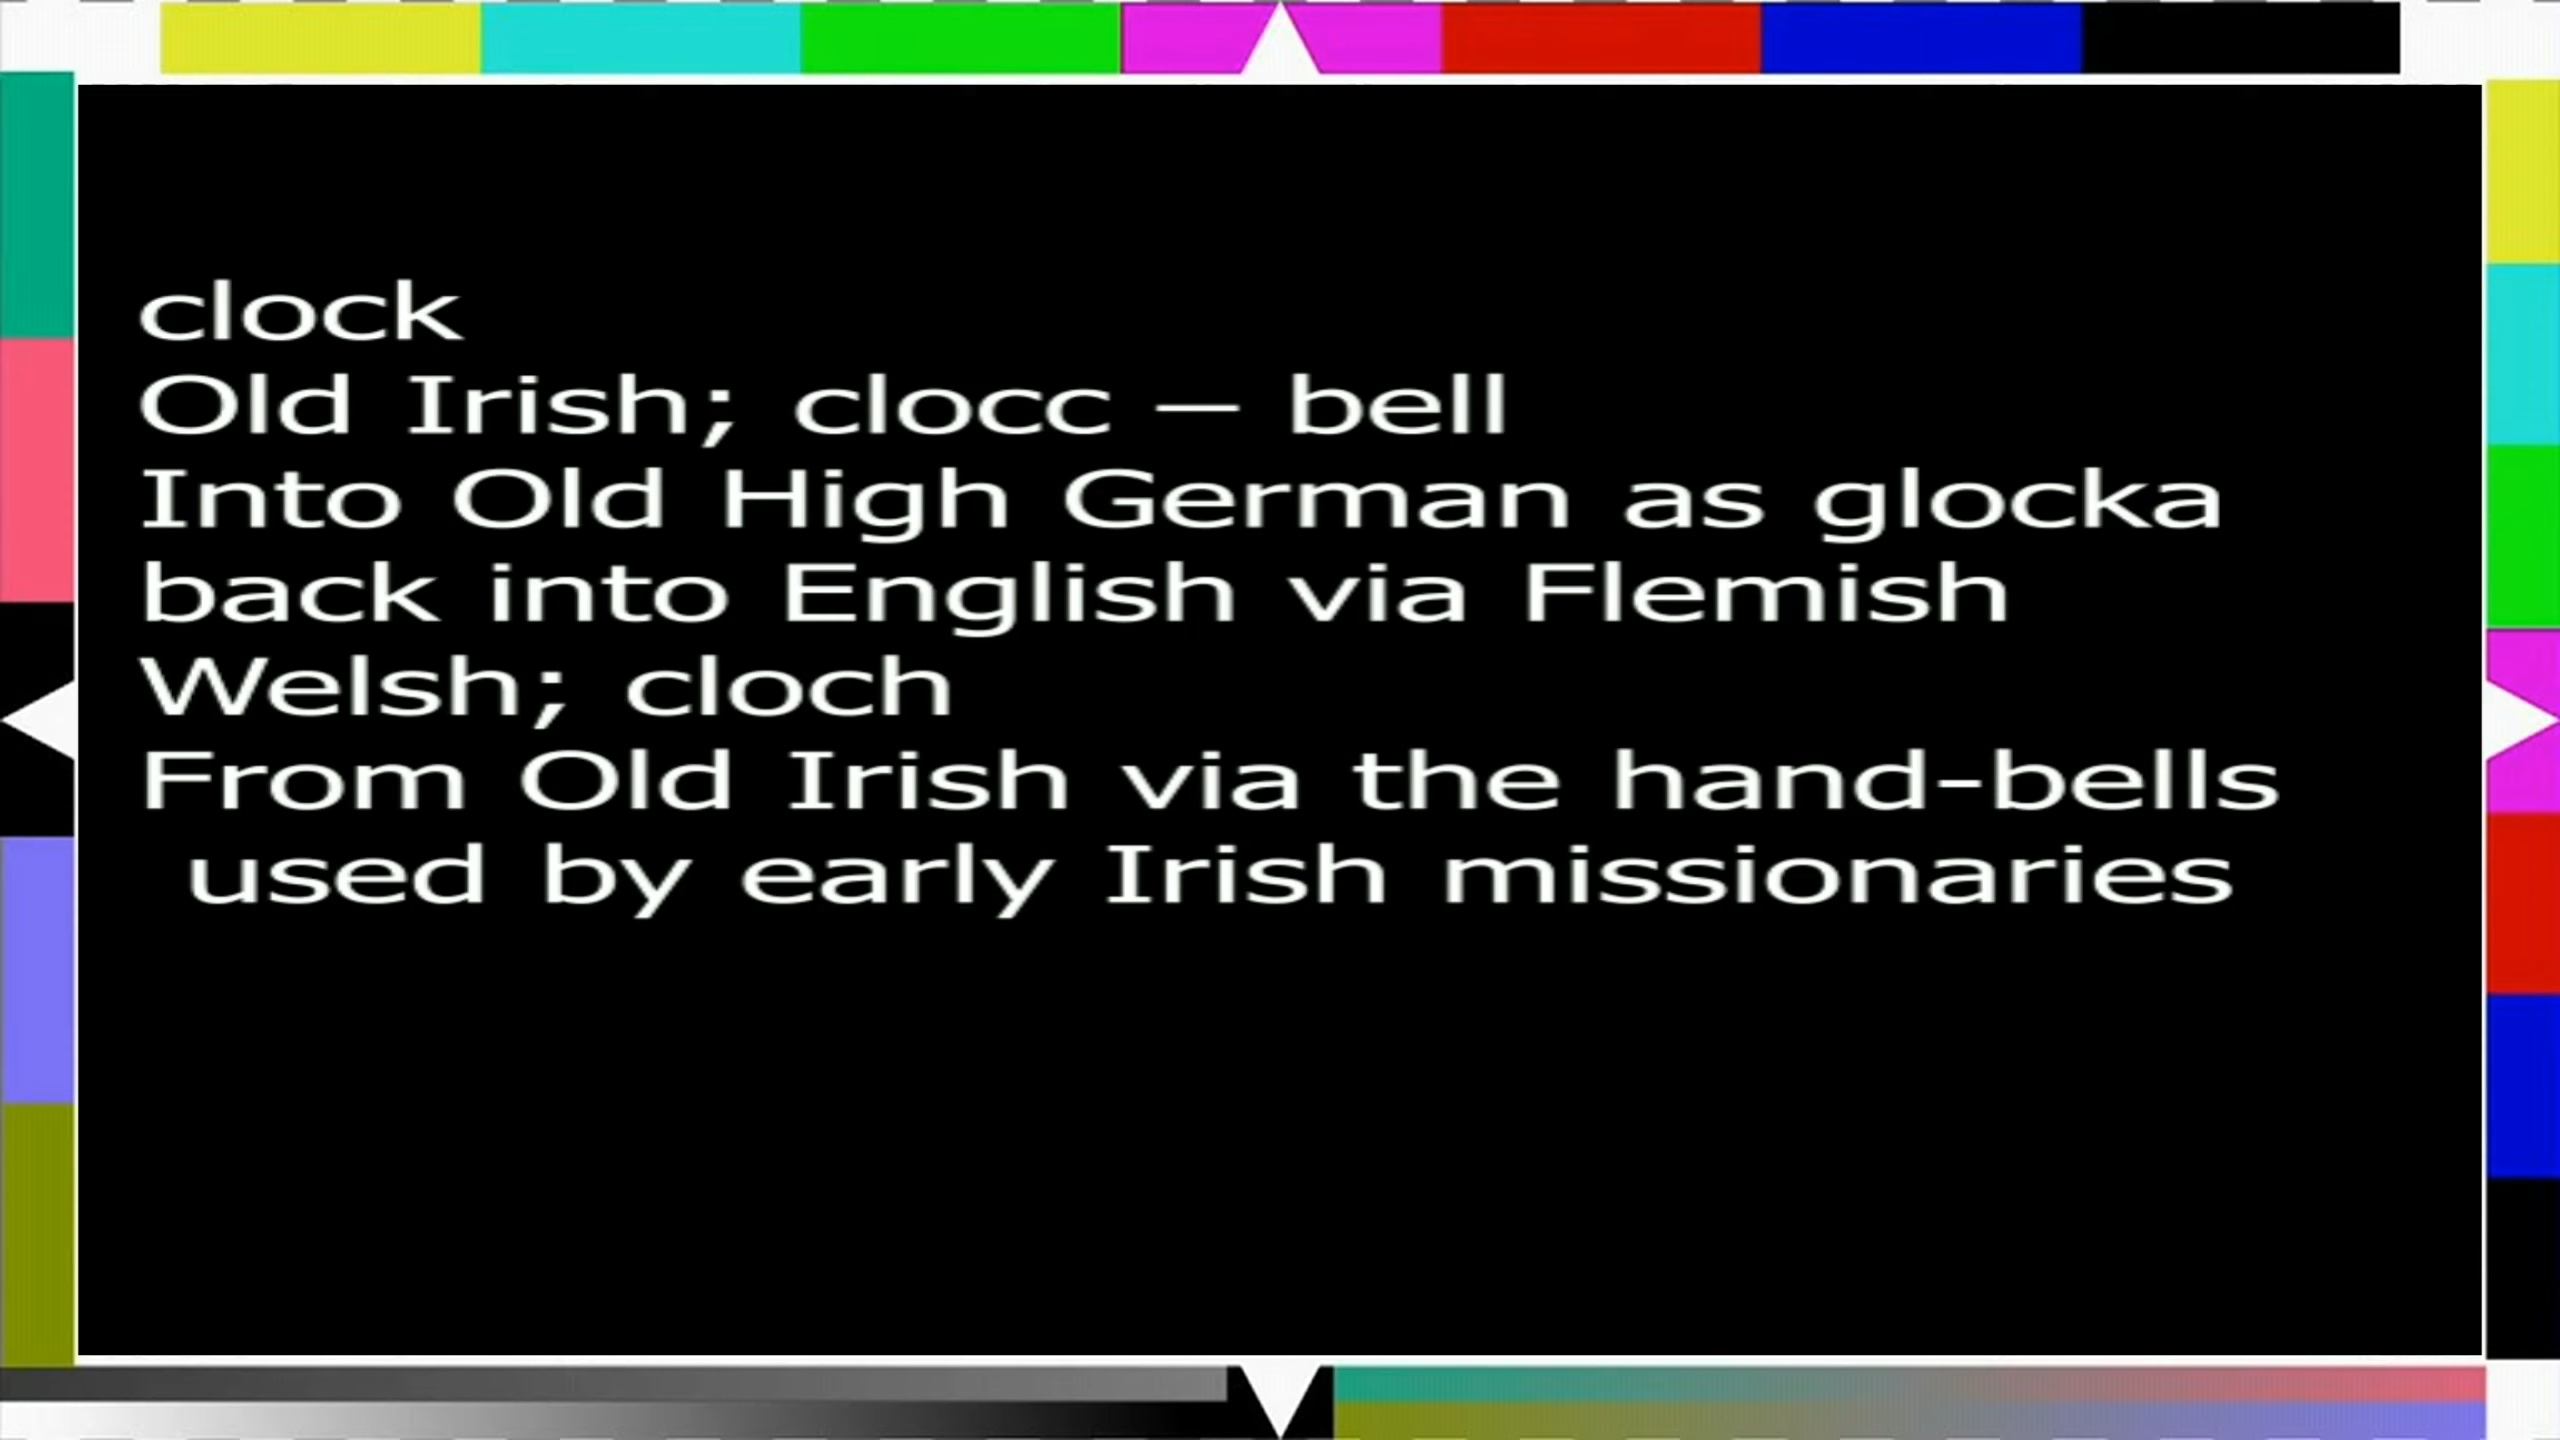 clock
Old Irish; clocc – bell
Into Old High German as glocka
back into English via Flemish
Welsh; cloch
From Old Irish via the hand-bells
used by early Irish missionaries